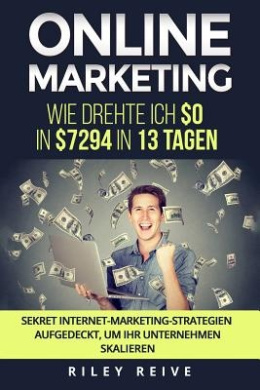 ONLINE
MARKETING
WIE DREHTE ICH $0
IN $7294 IN 13 TAGEN
SEKRET INTERNET-MARKETING-STRATEGIEN
AUFGEDECKT, UM IHR UNTERNEHMEN
SKALIEREN
RILEY REIVE